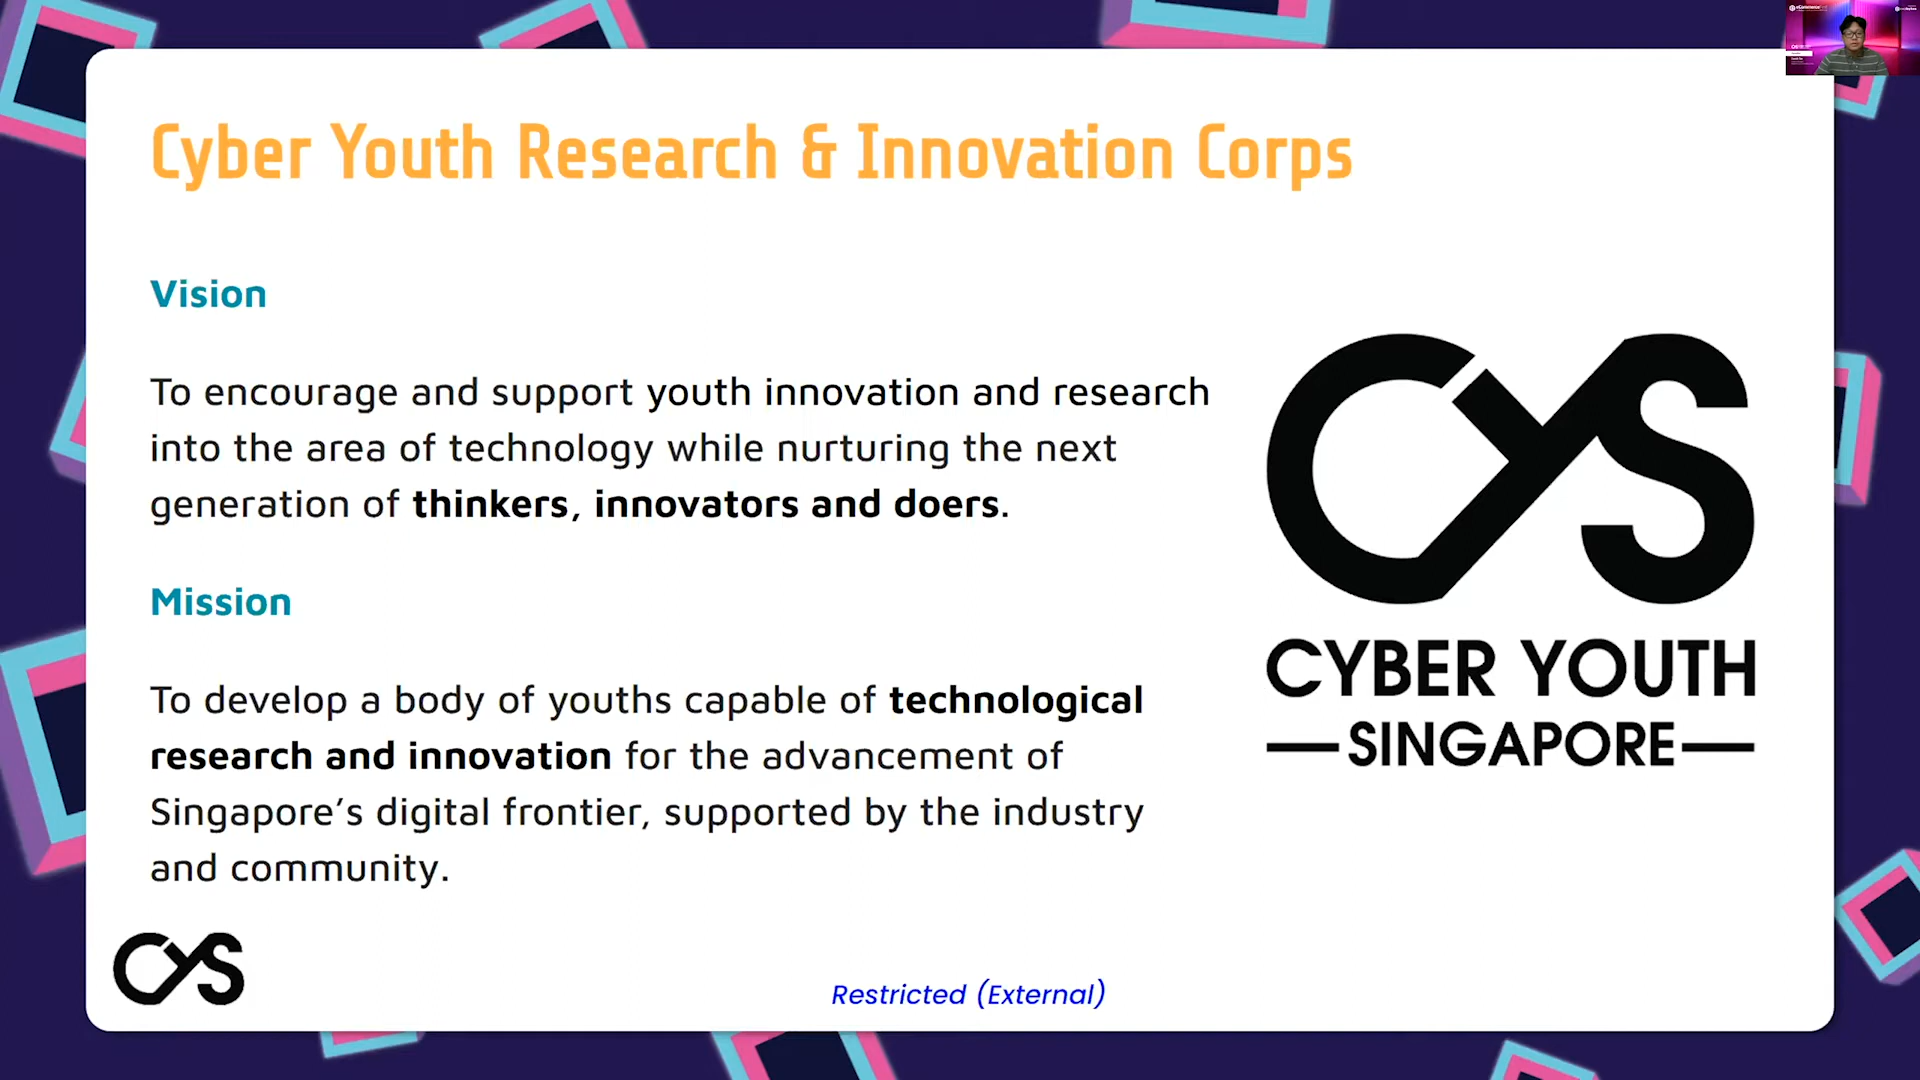 Cyber Youth Research & Innovation Corps
Vision
To encourage and support youth innovation and research
into the area of technology while nurturing the next
generation of thinkers, innovators and doers.
Mission
To develop a body of youths capable of technological
research and innovation for the advancement of
Singapore’s digital frontier, supported by the industry
and community.
CYS
CYBER YOUTH
SINGAPORE
CYS
Restricted (External)